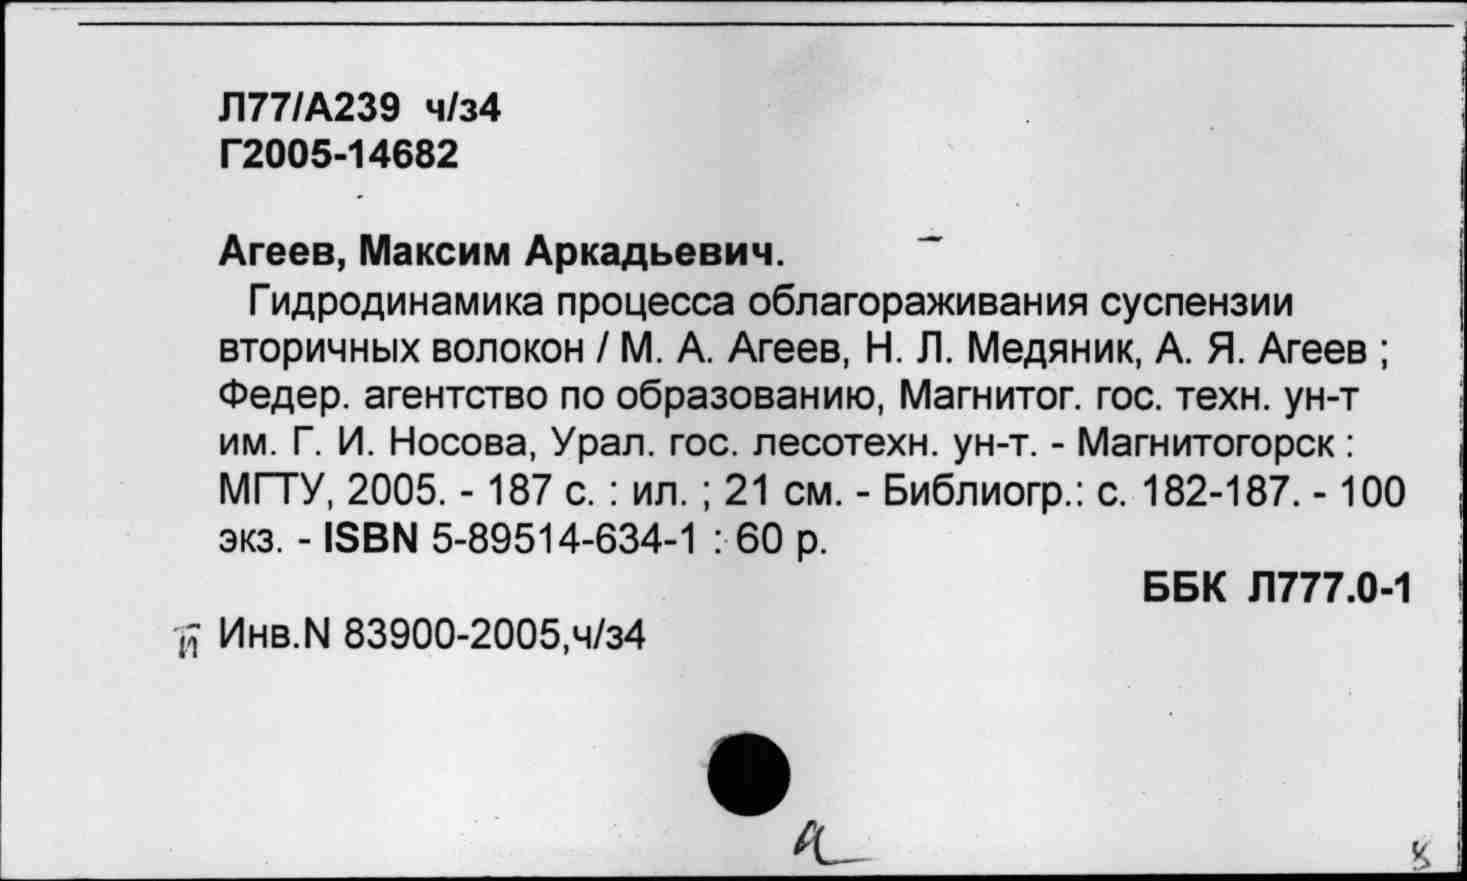 Л77/А239 ч/з4
Г2005-14682
Агеев, Максим Аркадьевич.
Гидродинамика процесса облагораживания суспензии
вторичных волокон / М. А. Агеев, Н. Л. Медяник, А. Я. Агеев ;
Федер. агентство по образованию, Магнитог. гос. техн. ун-т
им. Г. И. Носова, Урал. гос. лесотехн. ун-т. - Магнитогорск :
МГТУ, 2005. - 187 с. : ил. ; 21 см. - Библиогр.: с. 182-187. - 100
экз. - ISBN 5-89514-634-1 : 60 р.
ББК Л777.0-1
Инв.N 83900-2005,ч/з4